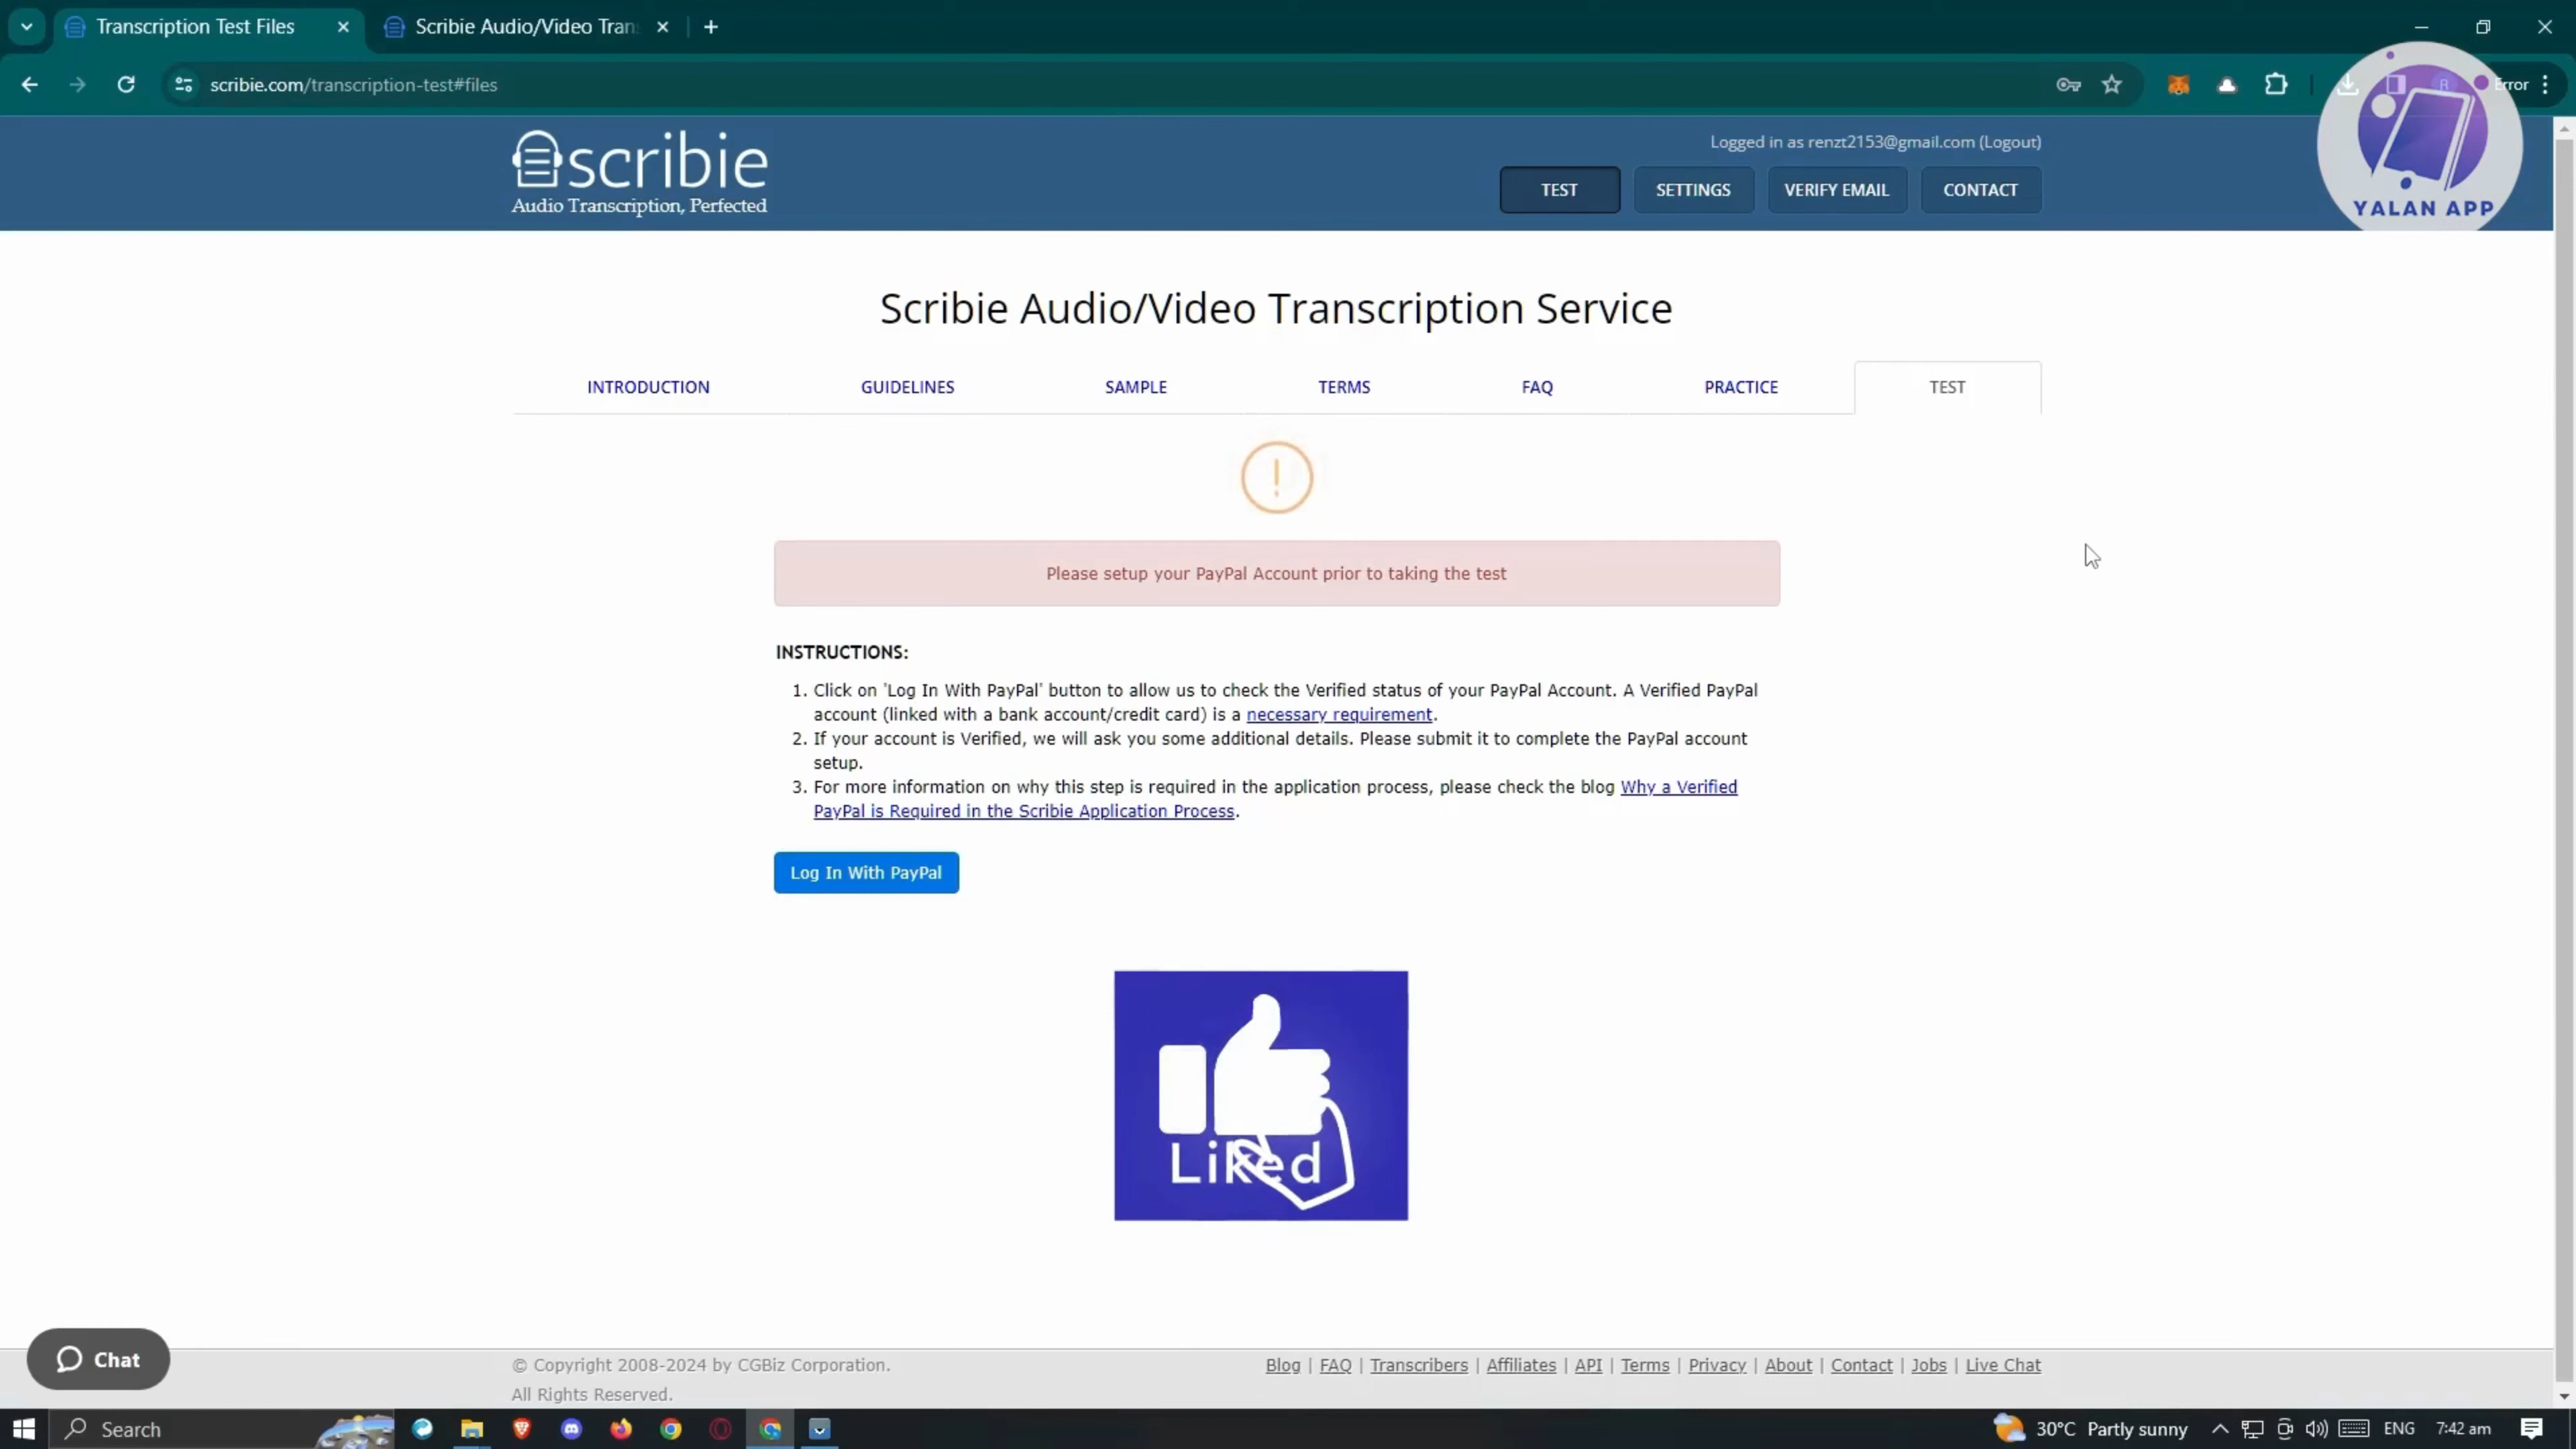 Transcription Test Files
Scribie Audio/Video Tran
scribie.com/transcription-test#files
Error
scribie
Audio Transcription, Perfected
Logged in as renzt2153@gmail.com (Logout)
TEST
SETTINGS
VERIFY EMAIL
CONTACT
YALAN APP
Scribie Audio/Video Transcription Service
INTRODUCTION
GUIDELINES
SAMPLE
TERMS
FAQ
PRACTICE
TEST
Please setup your PayPal Account prior to taking the test
INSTRUCTIONS:
1. Click on 'Log In With PayPal' button to allow us to check the Verified status of your PayPal Account. A Verified PayPal
account (linked with a bank account/credit card) is a necessary requirement.
2. If your account is Verified, we will ask you some additional details. Please submit it to complete the PayPal account
setup.
3. For more information on why this step is required in the application process, please check the blog Why a Verified
PayPal is Required in the Scribie Application Process.
Log In With PayPal
Liked
Chat
© Copyright 2008-2024 by CGBiz Corporation.
All Rights Reserved.
Blog | FAQ | Transcribers | Affiliates | API | Terms | Privacy | About | Contact | Jobs | Live Chat
Search
30°C Partly sunny
ENG
7:42 am